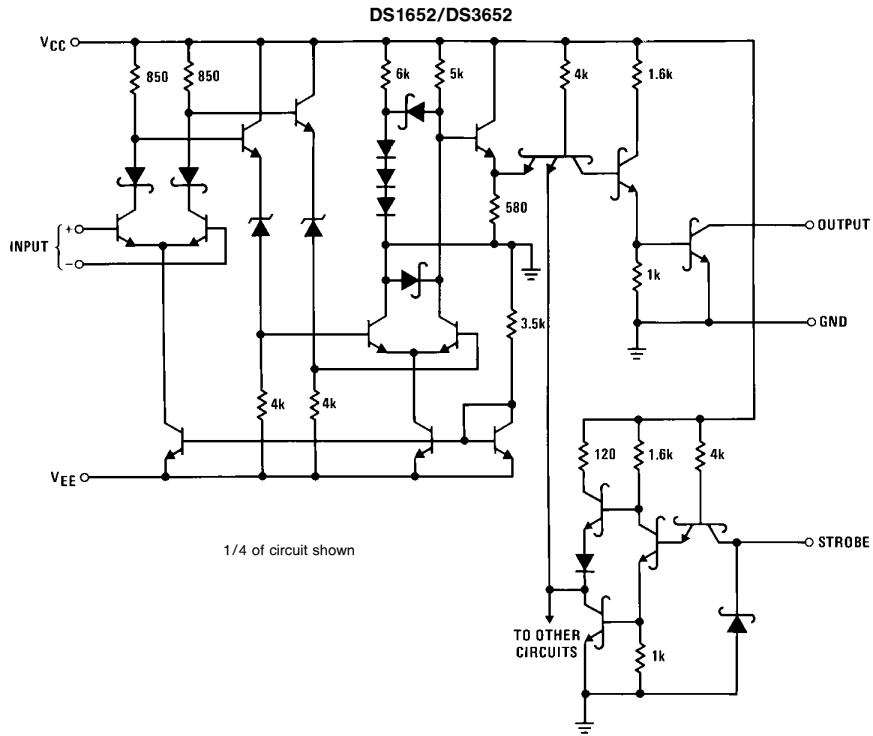 DS1652/DS3652
VCC
850
850
6k
5k
4k
1.6k
580
INPUT
+
−
OUTPUT
1k
3.5k
GND
4k
4k
120
1.6k
4k
VEE
1/4 of circuit shown
STROBE
TO OTHER
CIRCUITS
1k